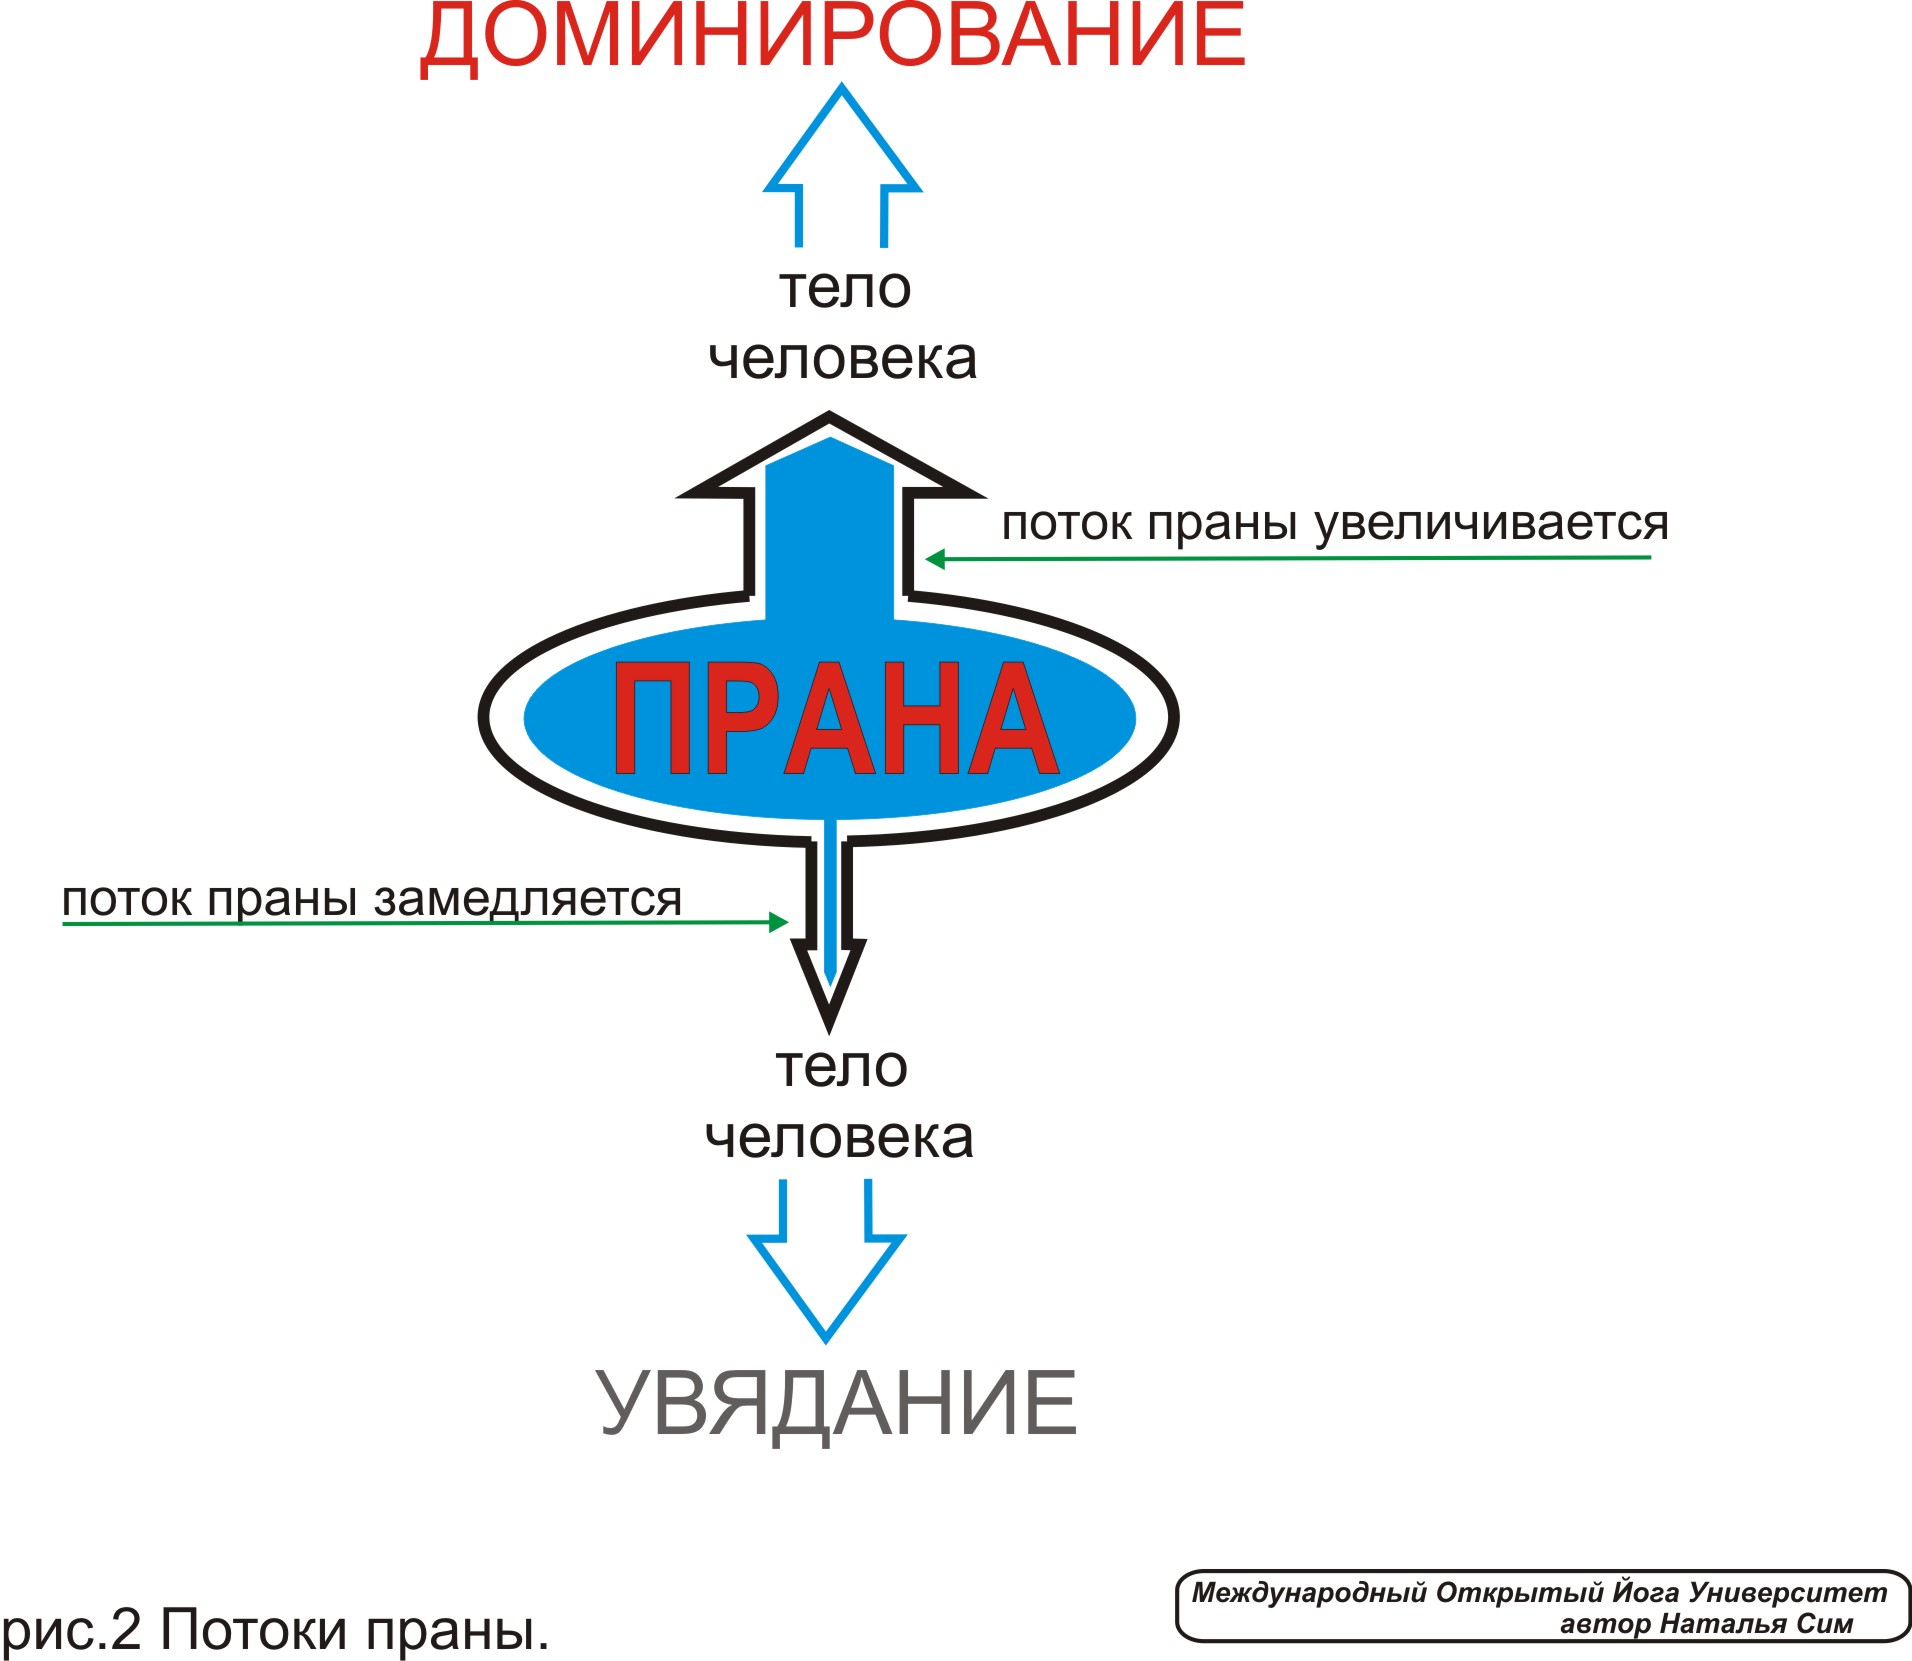 ДОМИНИРОВАНИЕ
тело
человека
поток праны увеличивается
ПРАНА
поток праны замедляется
тело
человека
УВЯДАНИЕ
Международный Открытый Йога Университет
автор Наталья Сим
рис.2 Потоки праны.